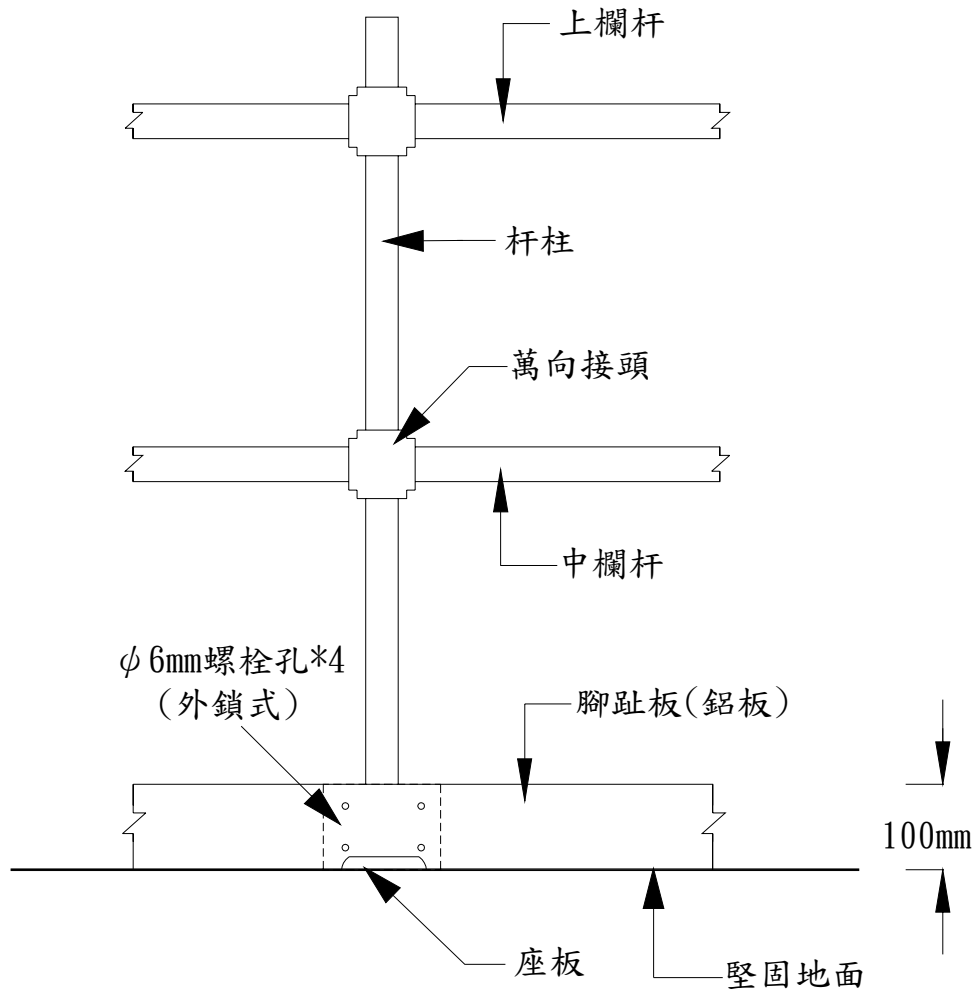 上欄杆
杆柱
萬向接頭
中欄杆
ψ6mm螺栓孔*4
(外鎖式)
腳趾板(鋁板)
100mm
座板
堅固地面